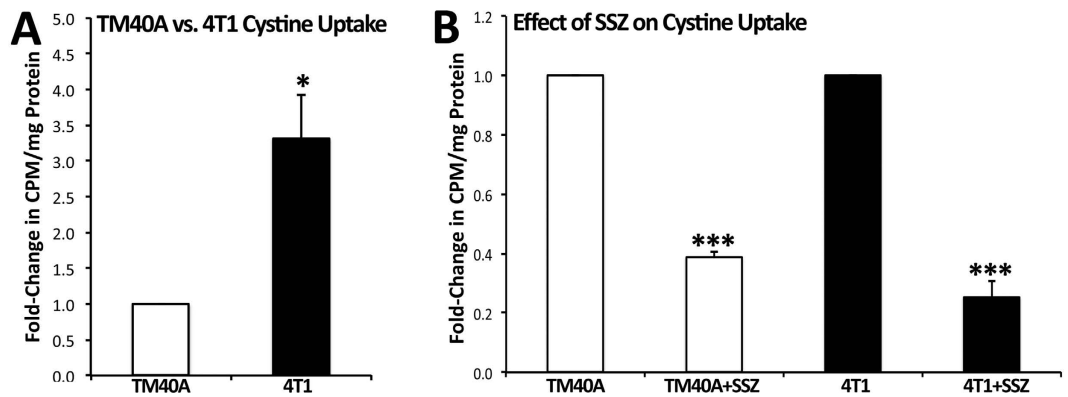 A
TM40A vs. 4T1 Cystine Uptake
Fold-Change in CPM/mg Protein
5.0
4.5
4.0
3.5
3.0
2.5
2.0
1.5
1.0
0.5
0.0
*
TM40A
4T1
B
Effect of SSZ on Cystine Uptake
Fold-Change in CPM/mg Protein
1.2
1.0
0.8
0.6
0.4
0.2
0.0
***
***
TM40A
TM40A+SSZ
4T1
4T1+SSZ